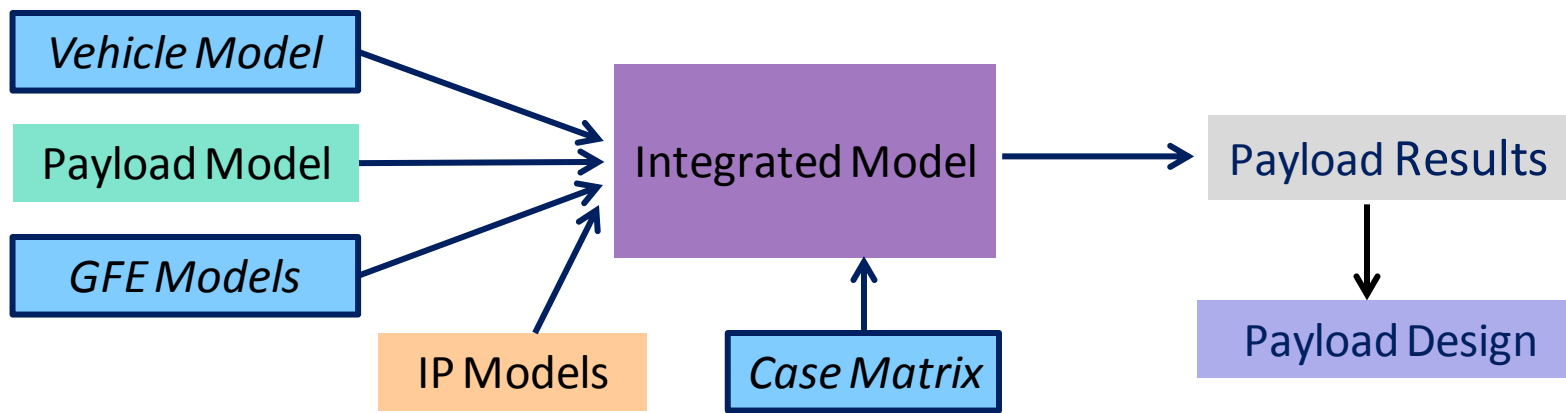 Vehicle Model
Payload Model
GFE Models
IP Models
Integrated Model
Case Matrix
Payload Results
Payload Design